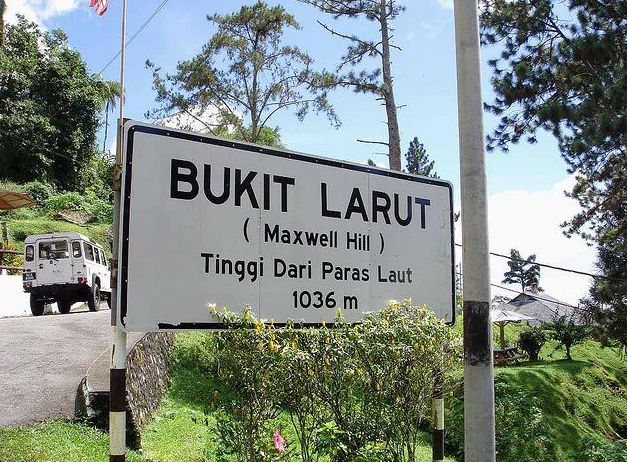 BUKIT LARUT
( Maxwell Hill )
Tinggi Dari Paras Laut
1036 m